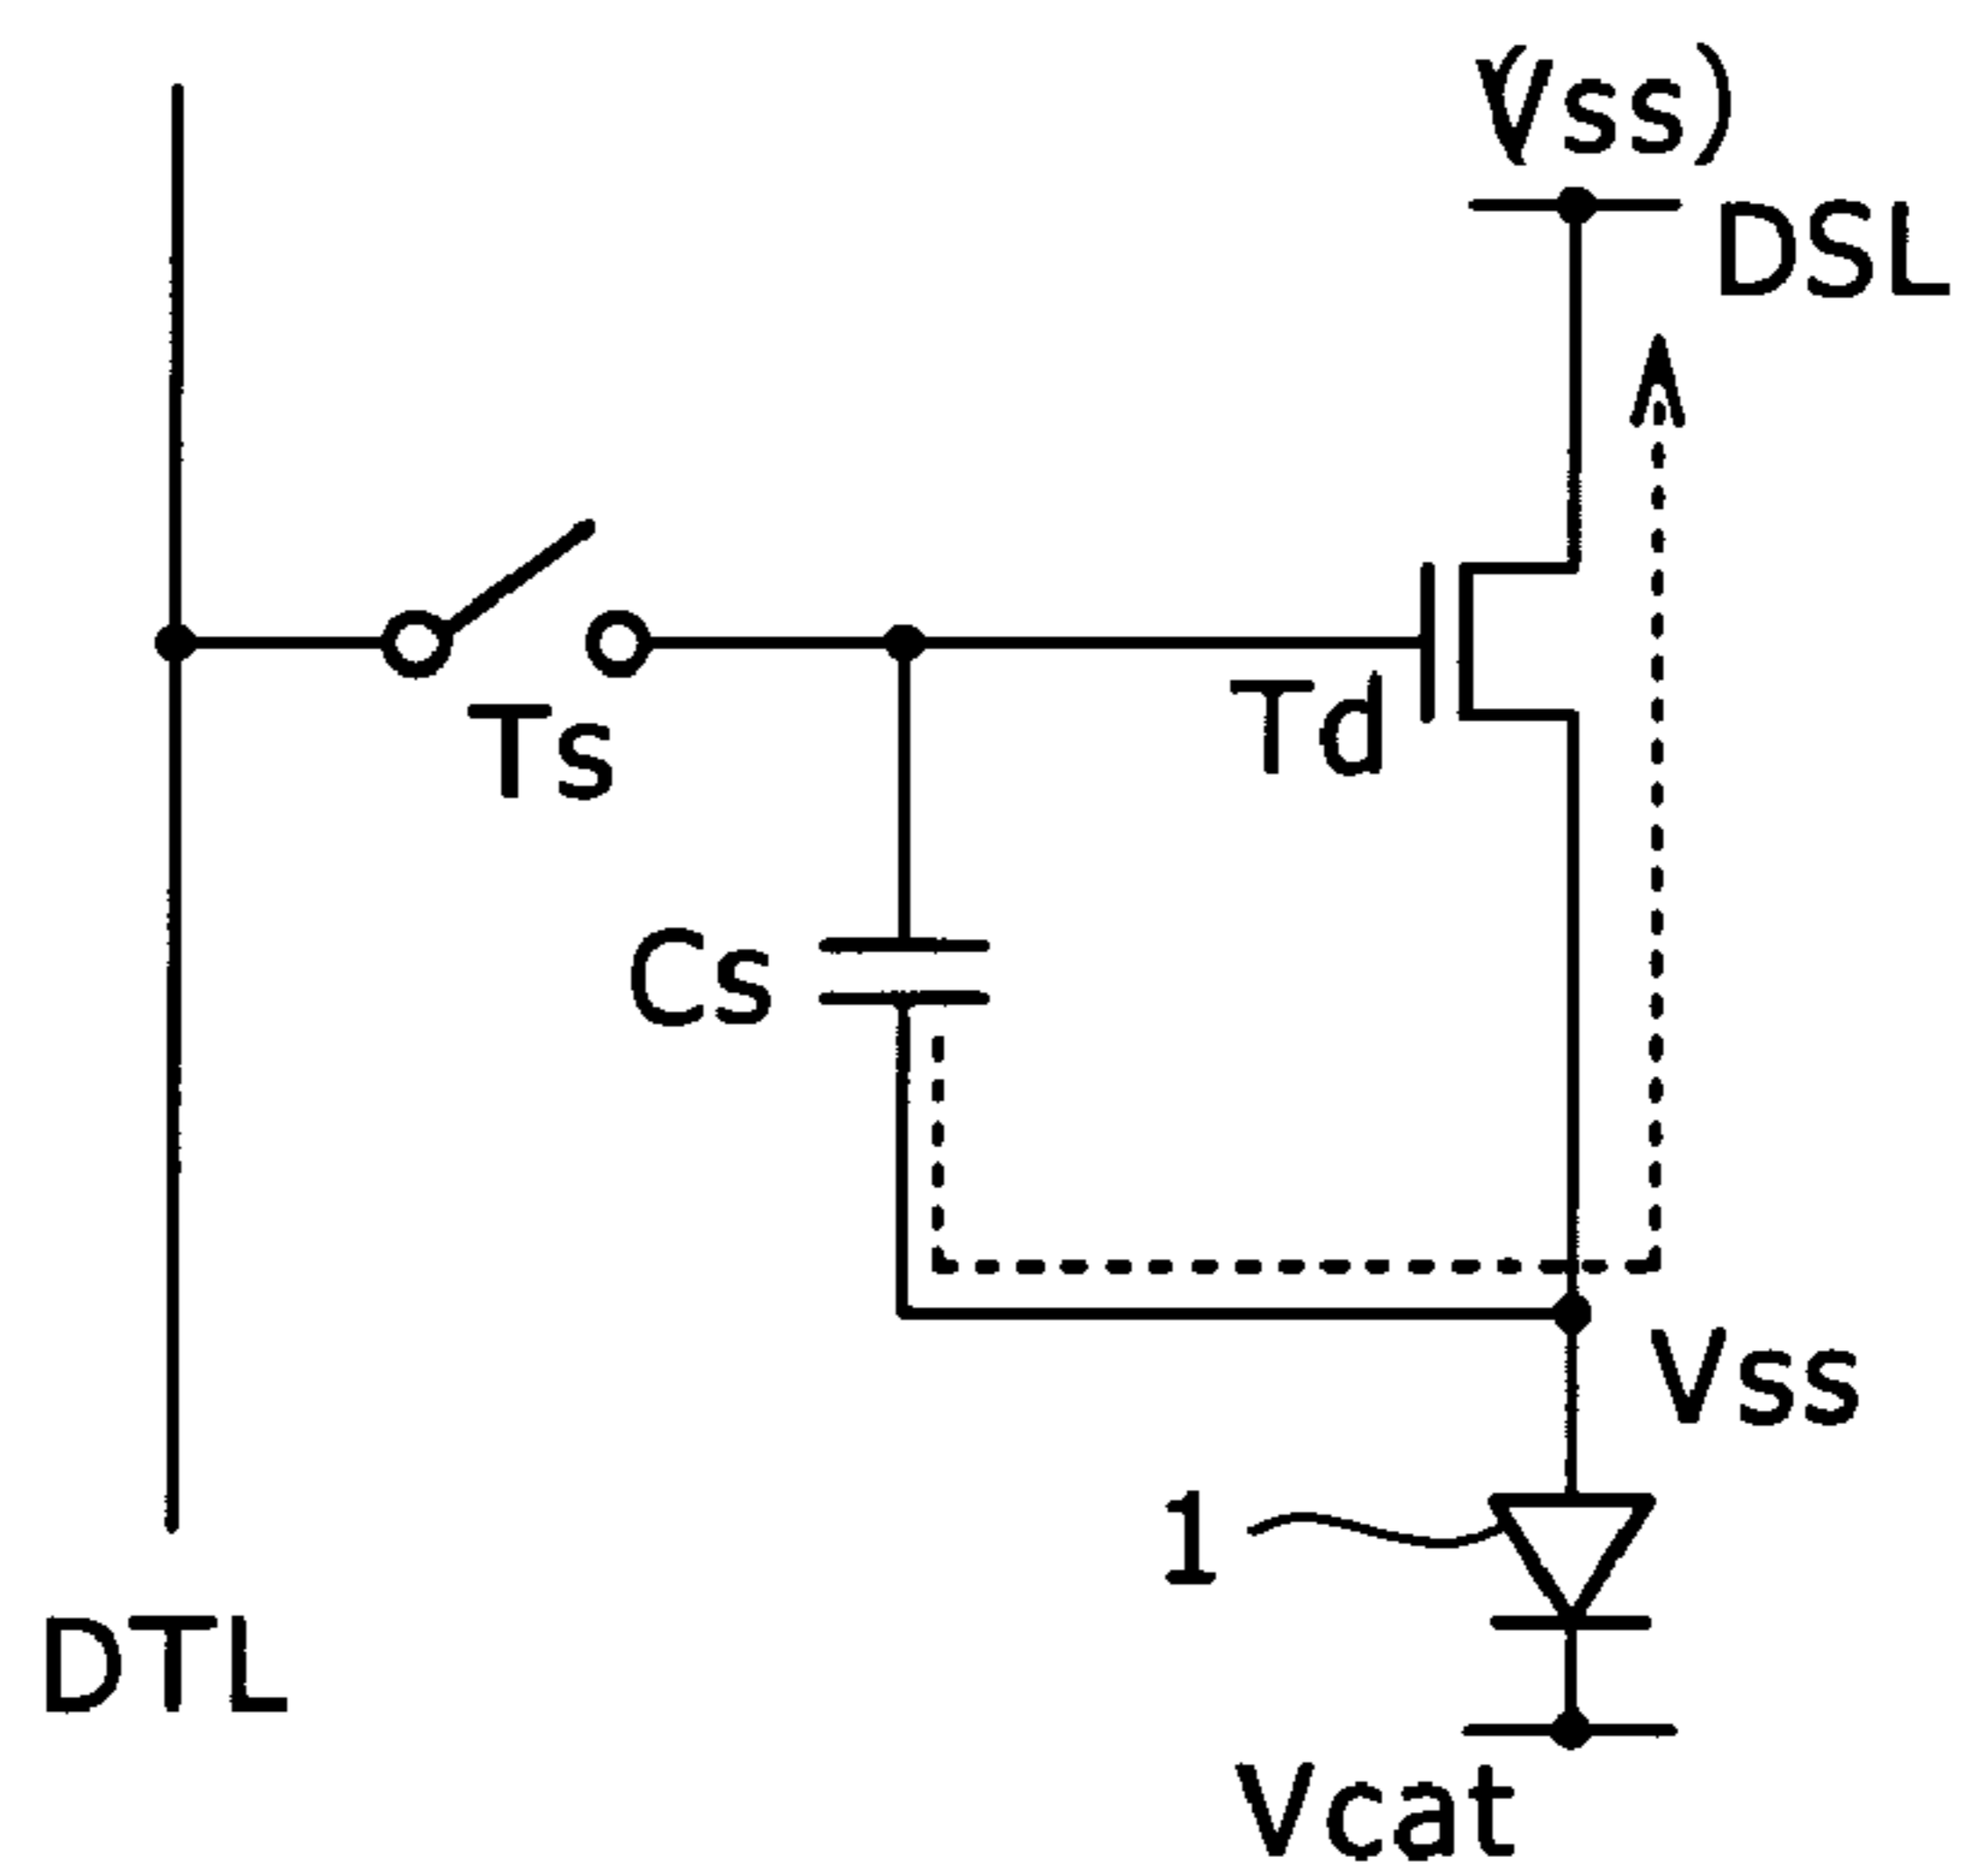 (Vss)
DSL
Ts
Td
Cs
Vss
1
DTL
Vcat